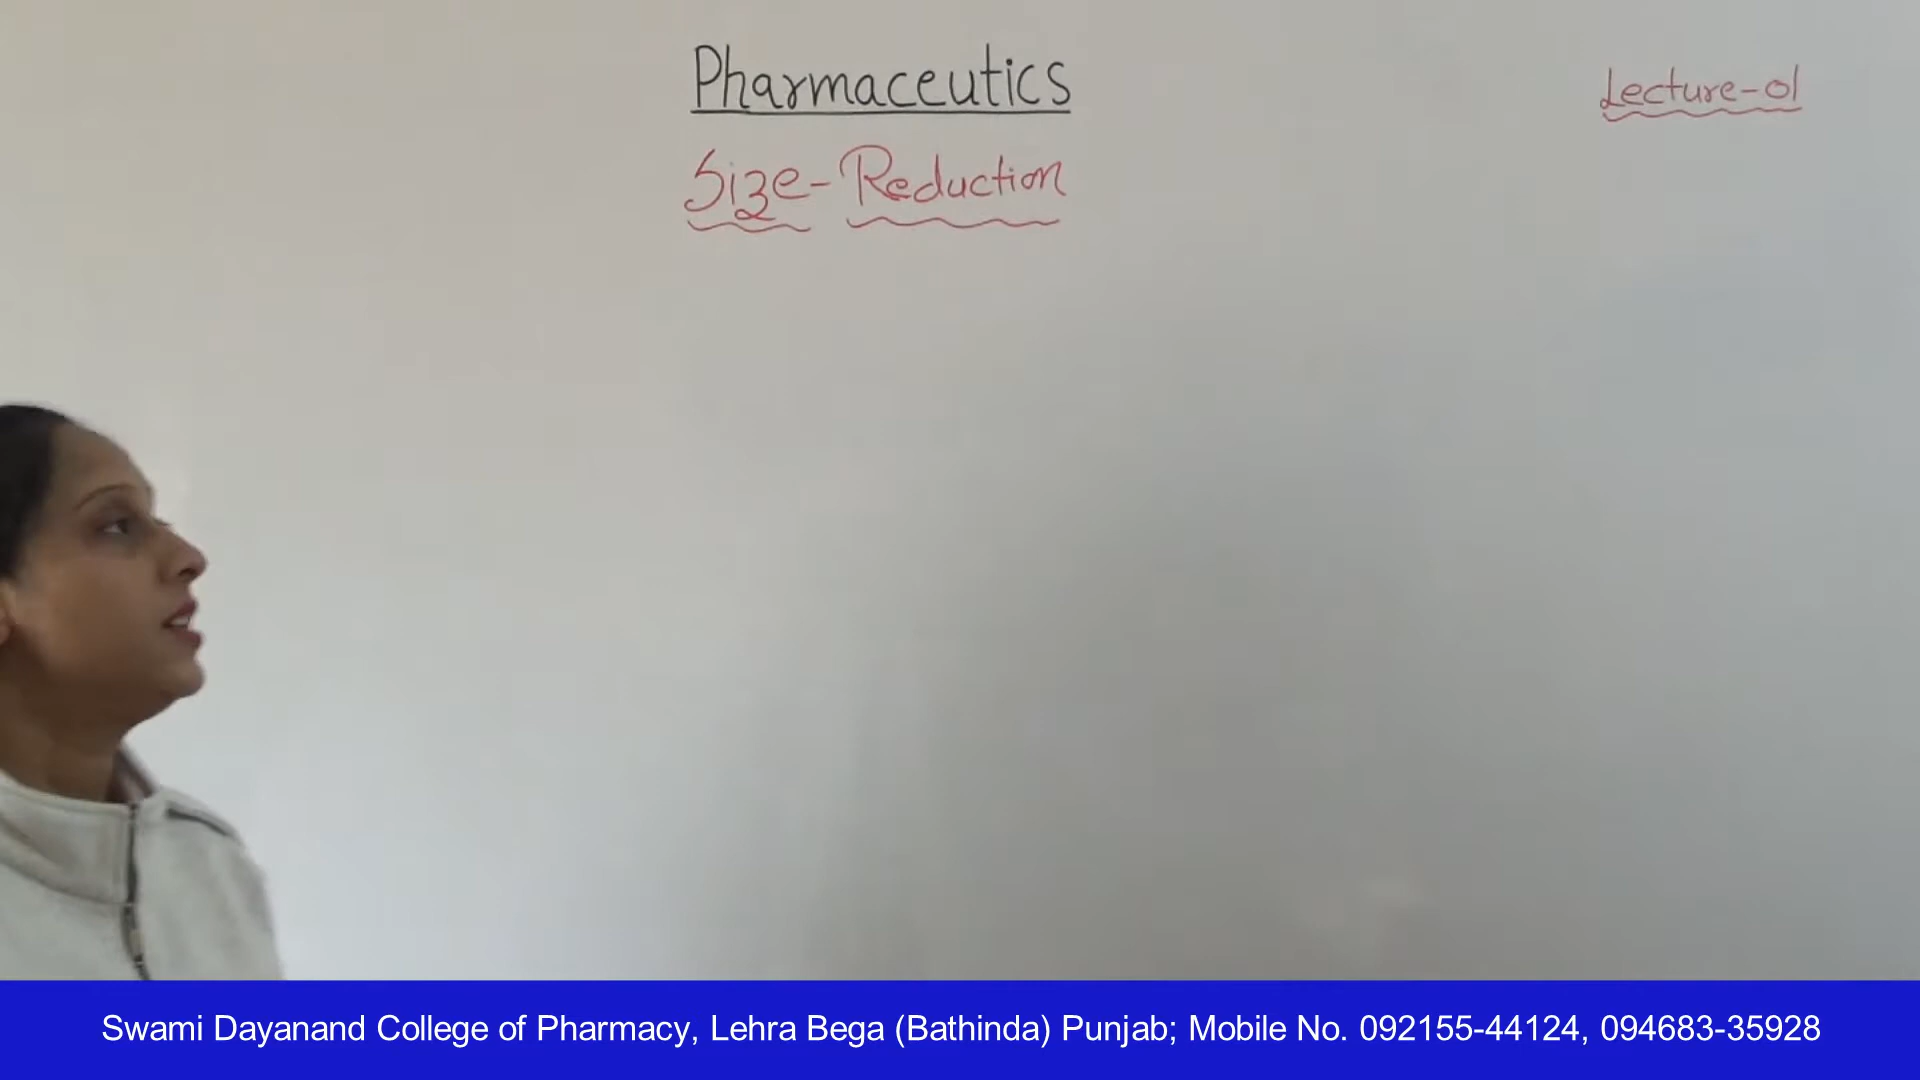 Pharmaceutics
Lecture-01
Size-Reduction
Swami Dayanand College of Pharmacy, Lehra Bega (Bathinda) Punjab; Mobile No. 092155-44124, 094683-35928